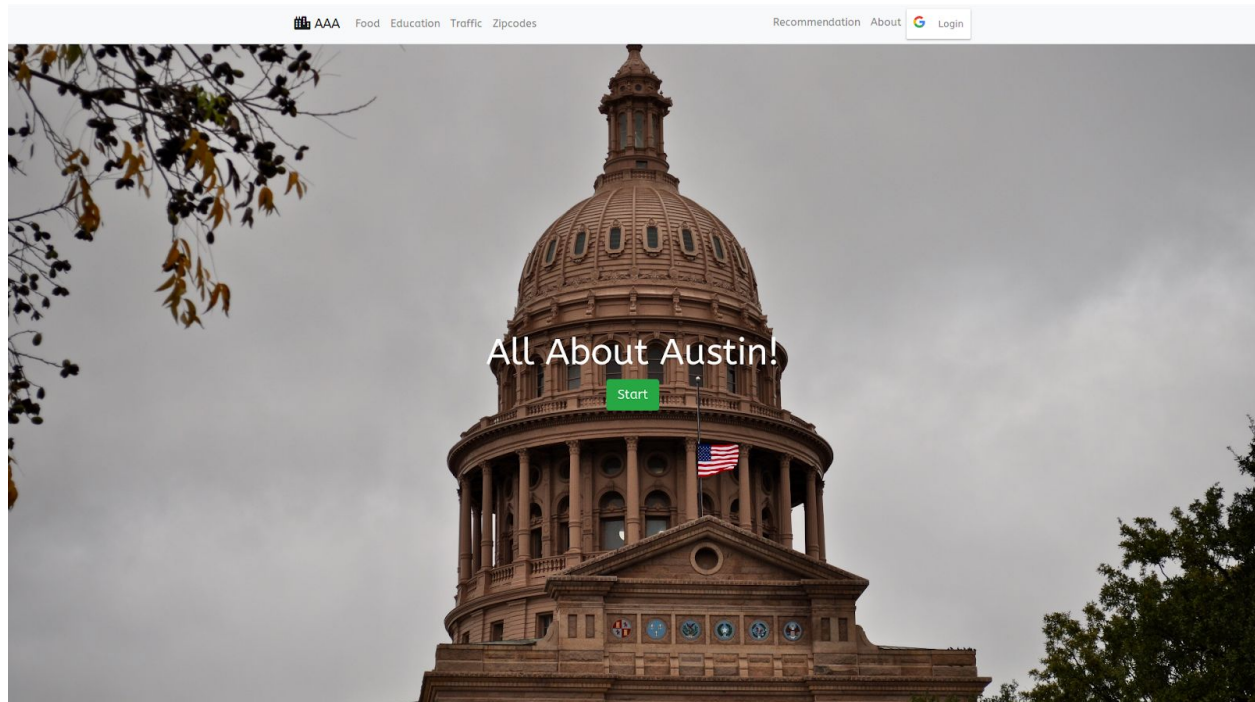 AAA Food Education Traffic Zipcodes Recommendation About Login
All About Austin!
Start